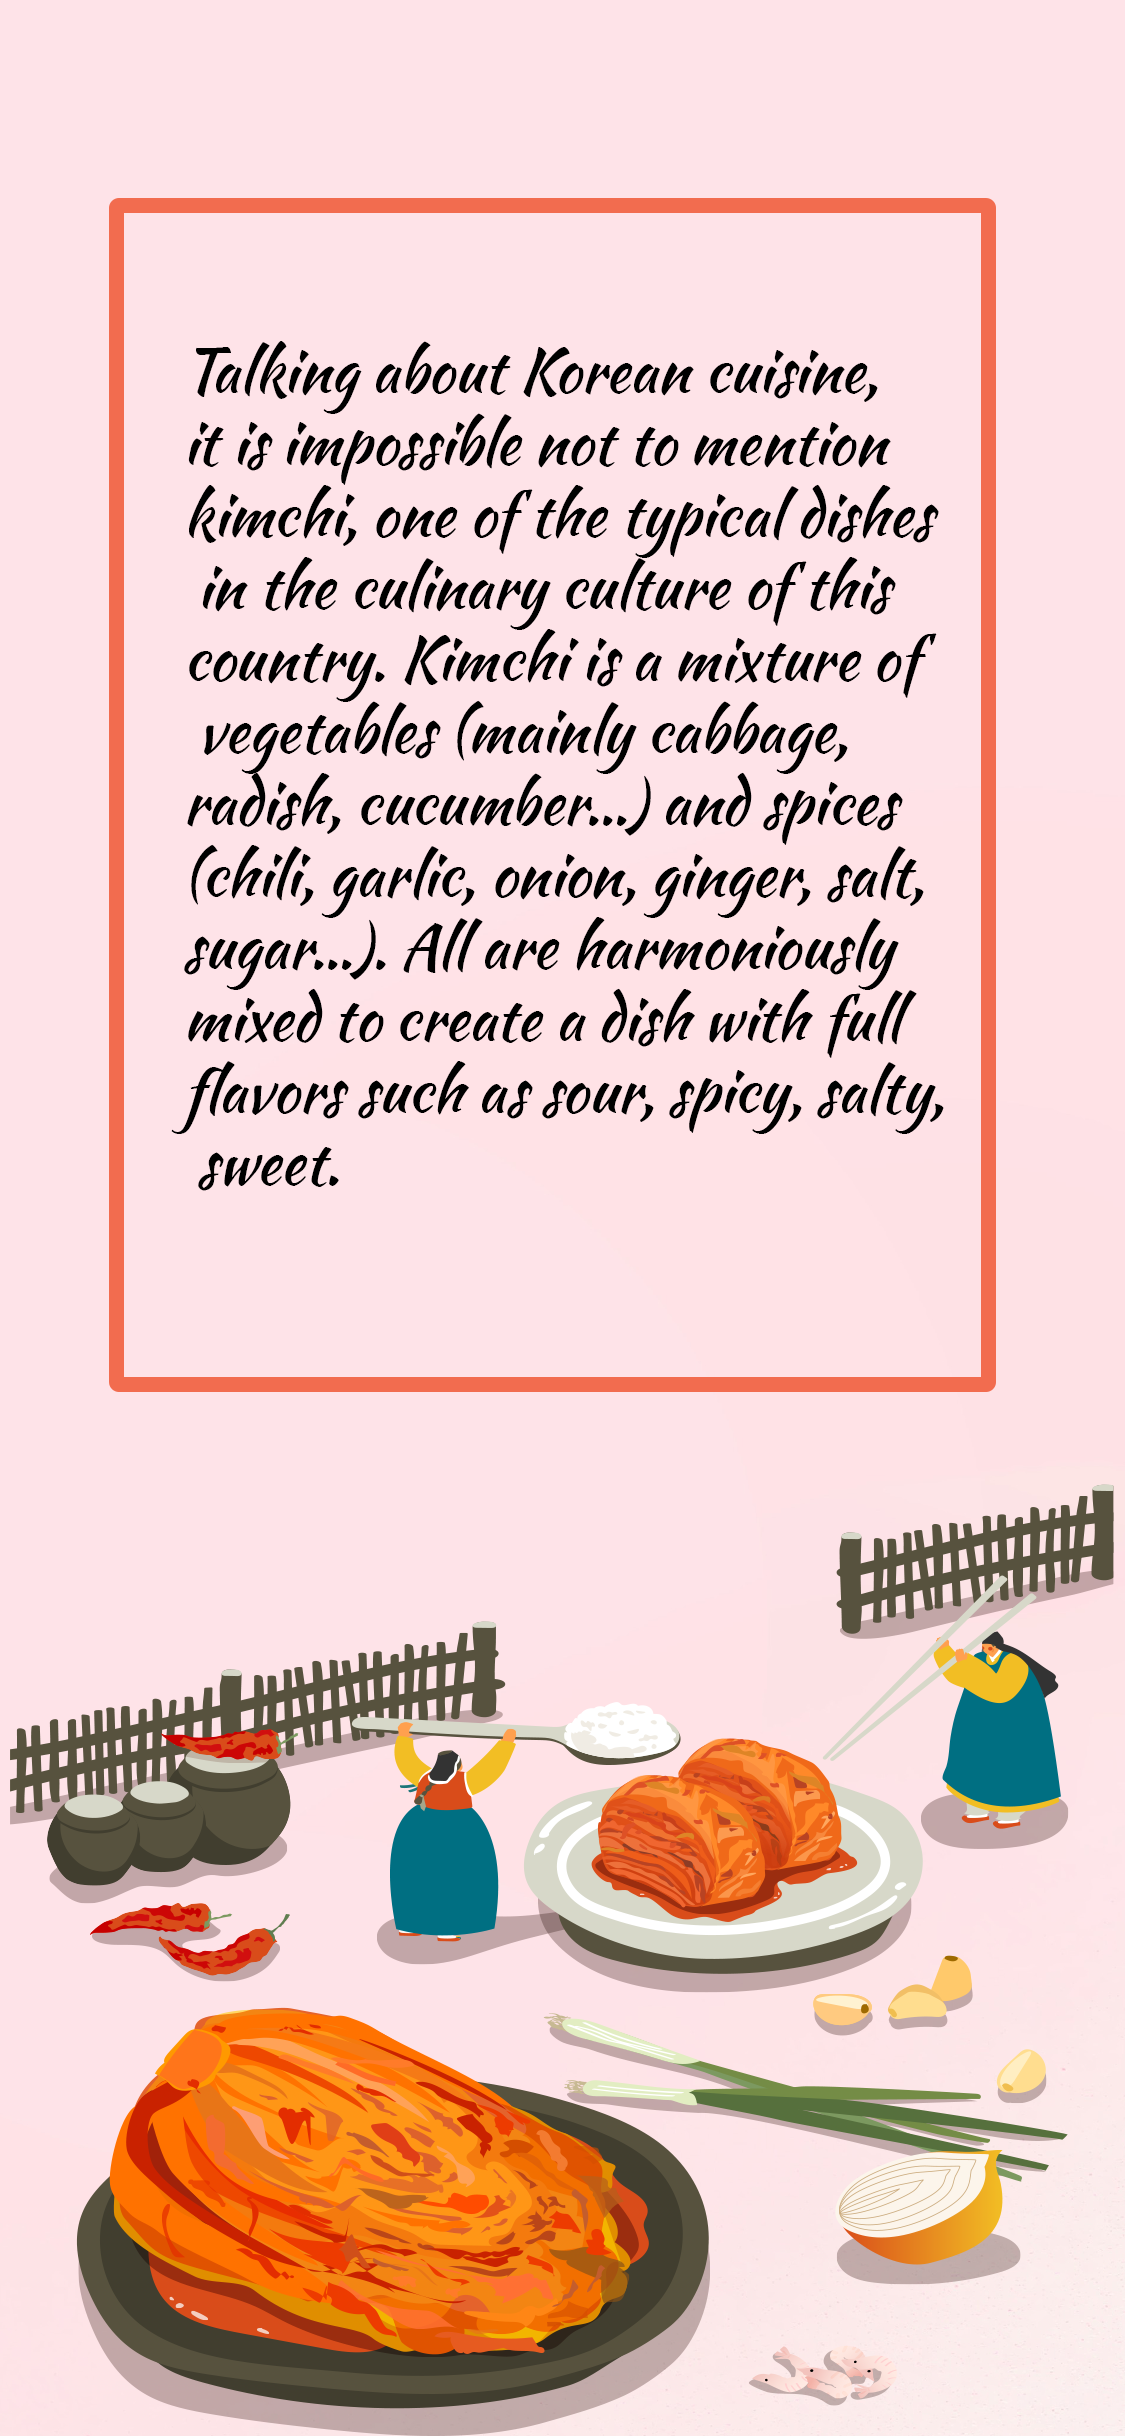 Talking about Korean cuisine,
it is impossible not to mention
kimchi, one of the typical dishes
in the culinary culture of this
country. Kimchi is a mixture of
vegetables (mainly cabbage,
radish, cucumber...) and spices
(chili, garlic, onion, ginger, salt,
sugar...). All are harmoniously
mixed to create a dish with full
flavors such as sour, spicy, salty,
sweet.